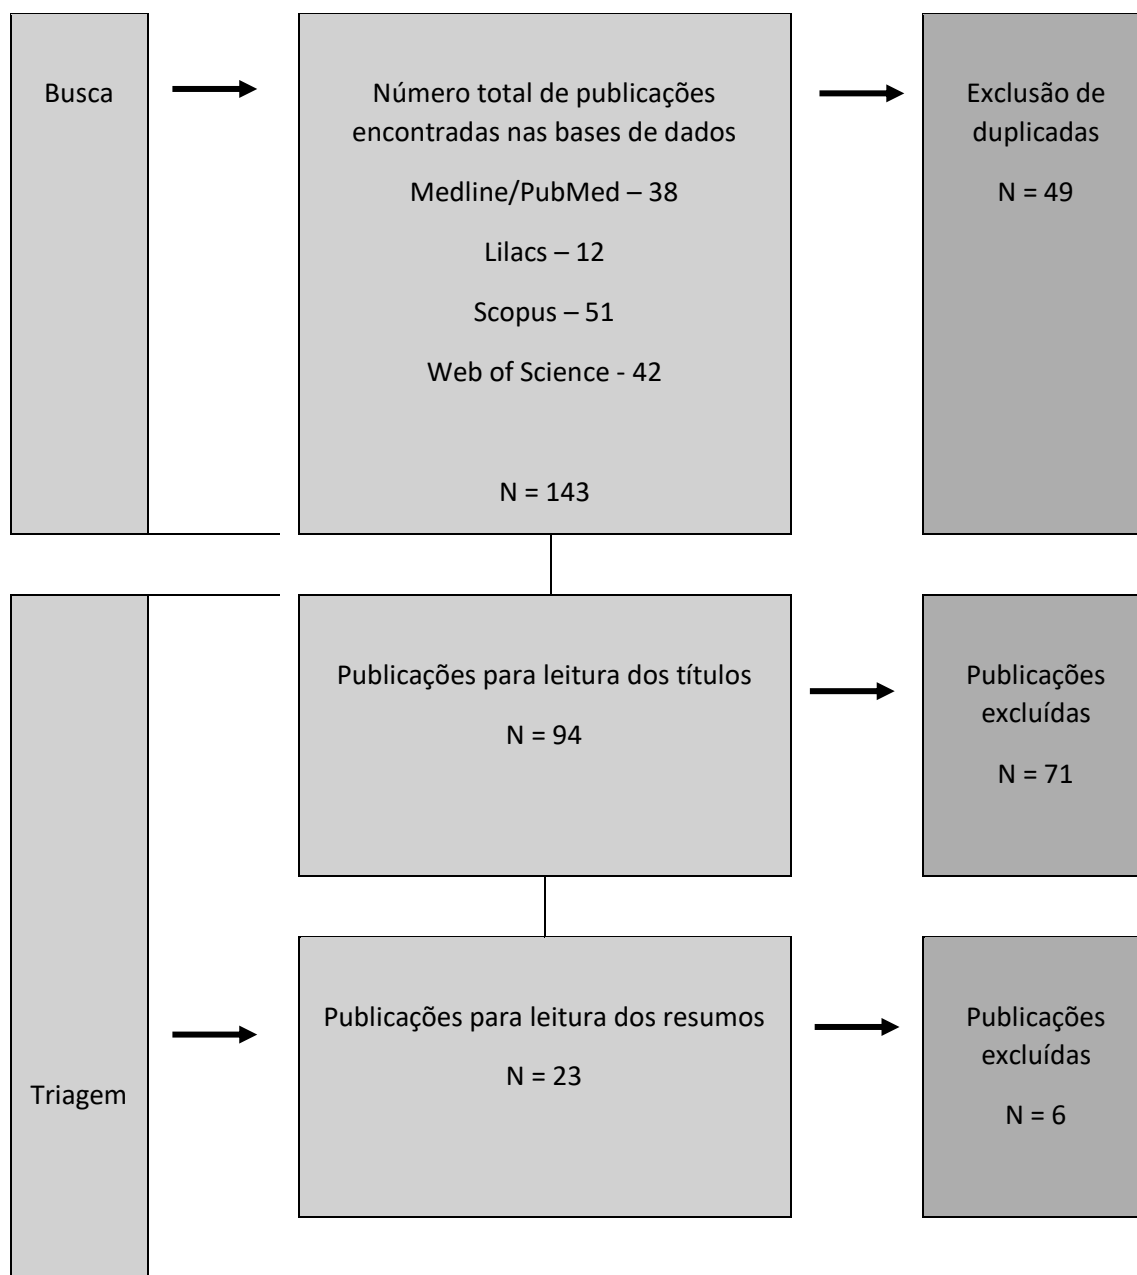 Busca
Número total de publicações
encontradas nas bases de dados
Medline/PubMed – 38
Lilacs – 12
Scopus – 51
Web of Science - 42
N = 143
Exclusão de
duplicadas
N = 49
Publicações para leitura dos títulos
N = 94
Publicações
excluídas
N = 71
Triagem
Publicações para leitura dos resumos
N = 23
Publicações
excluídas
N = 6